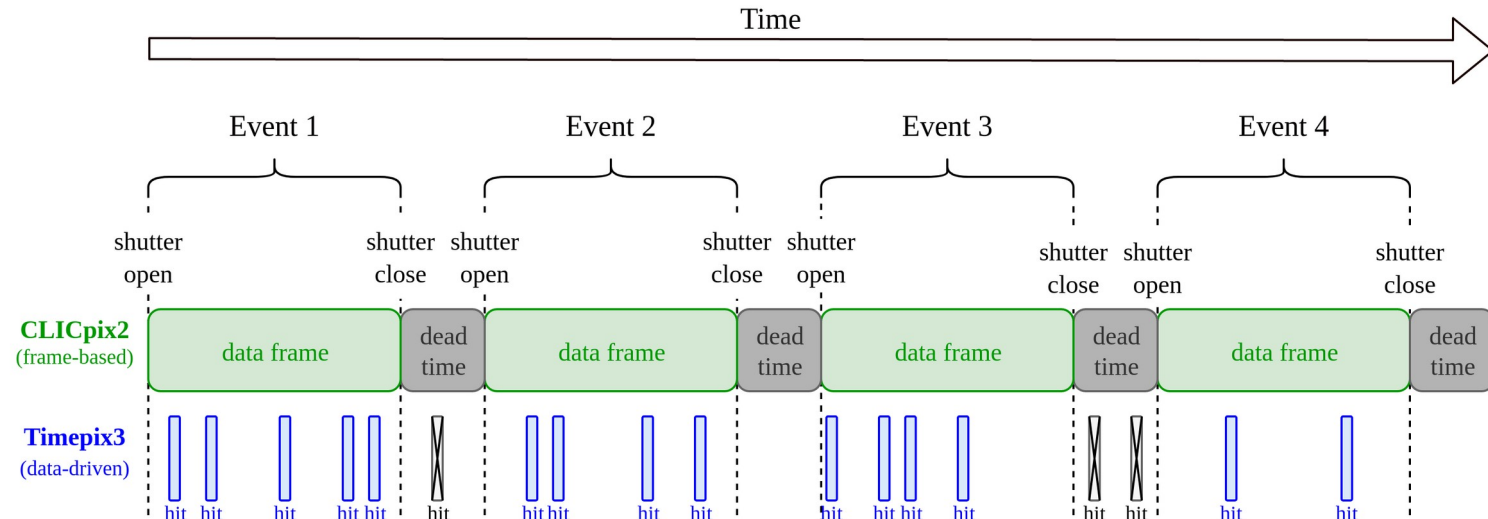 Time
Event 1 Event 2 Event 3 Event 4
shutter shutter shutter shutter shutter shutter shutter shutter
open close open close open close open close
CLICpix2
(frame-based)
data frame dead time data frame dead time data frame dead time data frame dead time
Timepix3
(data-driven)
hit hit hit hit hit hit hit hit hit hit hit hit hit hit hit hit hit hit